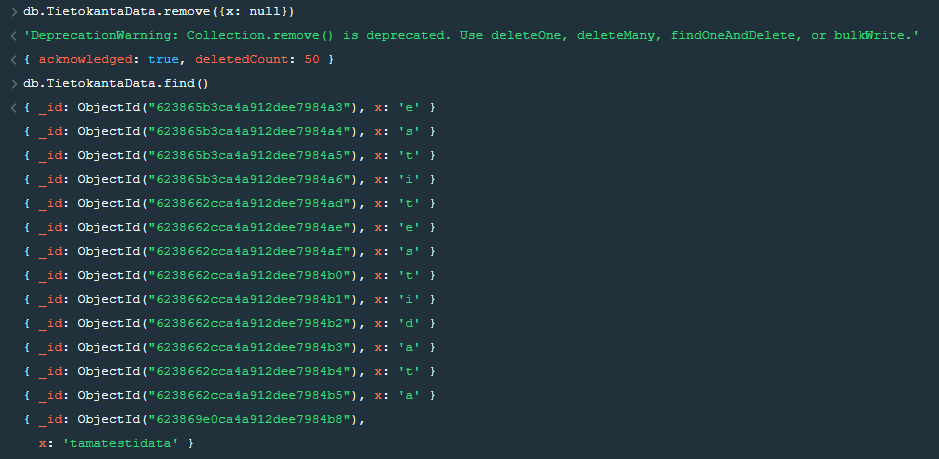 > db.TietokantaData.remove({x: null})
< 'DeprecationWarning: Collection.remove() is deprecated. Use deleteOne, deleteMany, findOneAndDelete, or bulkWrite.'
< { acknowledged: true, deletedCount: 50 }
> db.TietokantaData.find()
< { _id: ObjectId("623865b3ca4a912dee7984a3"), x: 'e' }
{ _id: ObjectId("623865b3ca4a912dee7984a4"), x: 's' }
{ _id: ObjectId("623865b3ca4a912dee7984a5"), x: 't' }
{ _id: ObjectId("623865b3ca4a912dee7984a6"), x: 'i' }
{ _id: ObjectId("6238662cca4a912dee7984ad"), x: 't' }
{ _id: ObjectId("6238662cca4a912dee7984ae"), x: 'e' }
{ _id: ObjectId("6238662cca4a912dee7984af"), x: 's' }
{ _id: ObjectId("6238662cca4a912dee7984b0"), x: 't' }
{ _id: ObjectId("6238662cca4a912dee7984b1"), x: 'i' }
{ _id: ObjectId("6238662cca4a912dee7984b2"), x: 'd' }
{ _id: ObjectId("6238662cca4a912dee7984b3"), x: 'a' }
{ _id: ObjectId("6238662cca4a912dee7984b4"), x: 't' }
{ _id: ObjectId("6238662cca4a912dee7984b5"), x: 'a' }
{ _id: ObjectId("623869e0ca4a912dee7984b8"),
x: 'tamatestidata' }